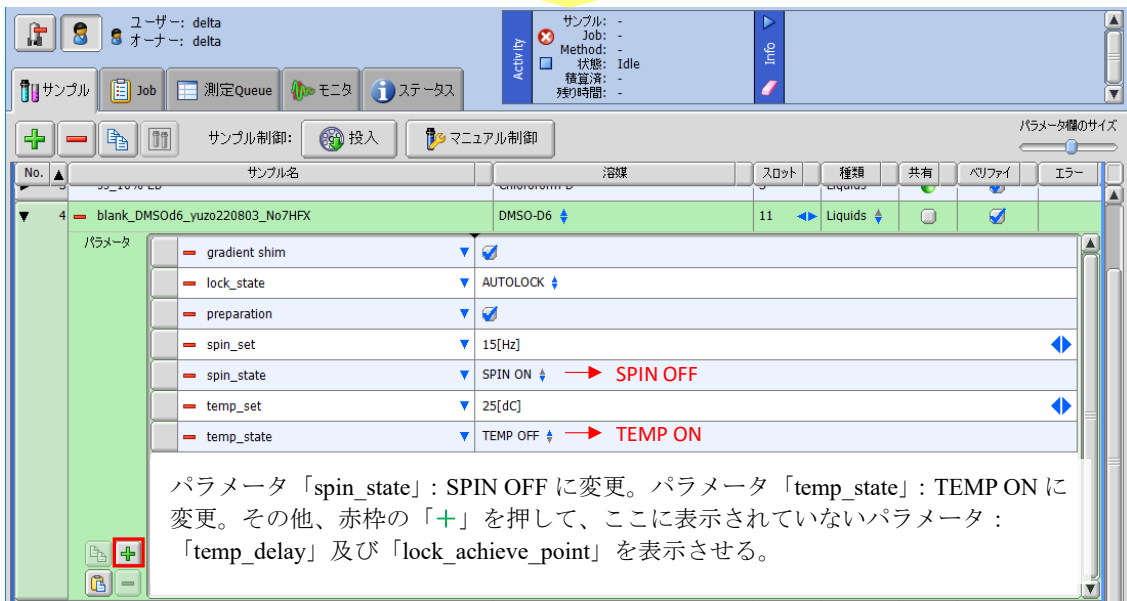 ユーザー: delta
オーナー: delta
Activity
サンプル: -
Job: -
Method: -
状態: Idle
積算済: -
残り時間: -
Info
サンプル
Job
測定Queue
モニタ
ステータス
サンプル制御:
投入
マニュアル制御
パラメータ欄のサイズ
No. サンプル名 溶媒 スロット 種類 共有 ベリファイ エラー
4 blank_DMSOd6_yuzo220803_No7HFX DMSO-D6 11 Liquids
パラメータ
gradient shim
lock_state AUTOLOCK
preparation
spin_set 15[Hz]
spin_state SPIN ON → SPIN OFF
temp_set 25[dC]
temp_state TEMP OFF → TEMP ON
パラメータ「spin_state」: SPIN OFF に変更。パラメータ「temp_state」: TEMP ON に
変更。その他、赤枠の「＋」を押して、ここに表示されていないパラメータ：
「temp_delay」及び「lock_achieve_point」を表示させる。